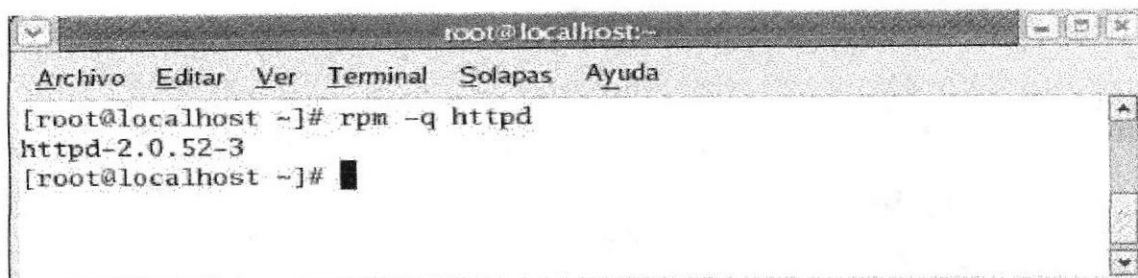 root@localhost:~
Archivo Editar Ver Terminal Solapas Ayuda
[root@localhost ~]# rpm -q httpd
httpd-2.0.52-3
[root@localhost ~]#